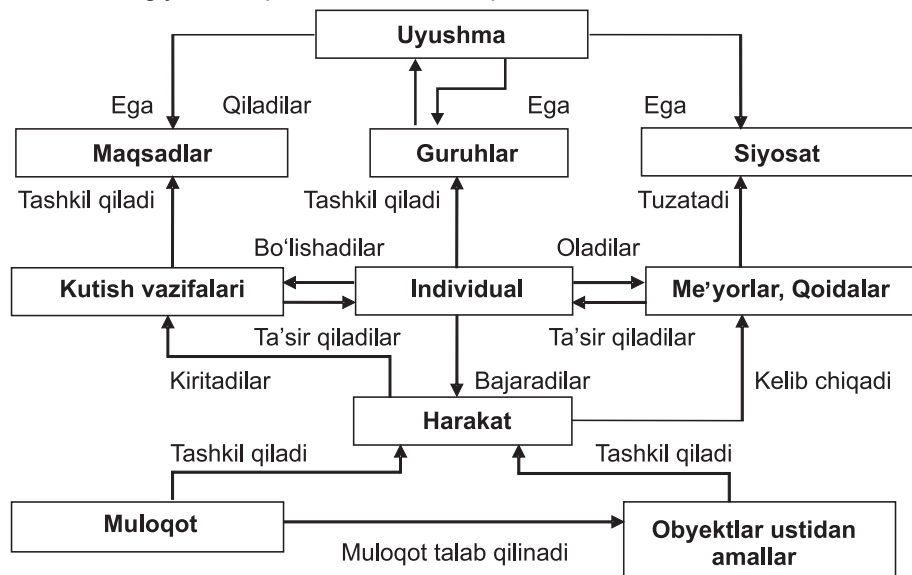 Uyushma
Ega
Qiladilar
Ega
Ega
Maqsadlar
Guruhlar
Siyosat
Tashkil qiladi
Tashkil qiladi
Tuzatadi
Bo‘lishadilar
Oladilar
Kutish vazifalari
Individual
Me’yorlar, Qoidalar
Ta’sir qiladilar
Ta’sir qiladilar
Kiritadilar
Bajaradilar
Kelib chiqadi
Harakat
Tashkil qiladi
Tashkil qiladi
Muloqot
Obyektlar ustidan
amallar
Muloqot talab qilinadi